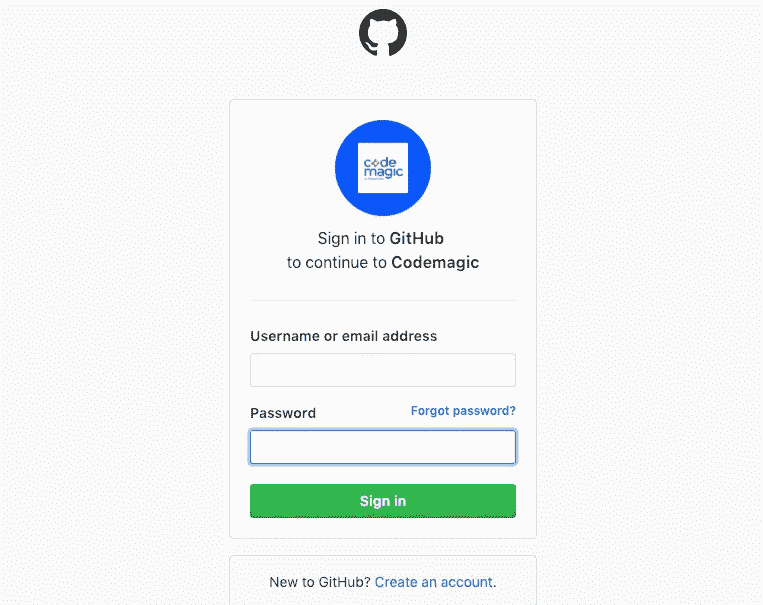 code
magic
Sign in to GitHub
to continue to Codemagic
Username or email address
Password Forgot password?
Sign in
New to GitHub? Create an account.